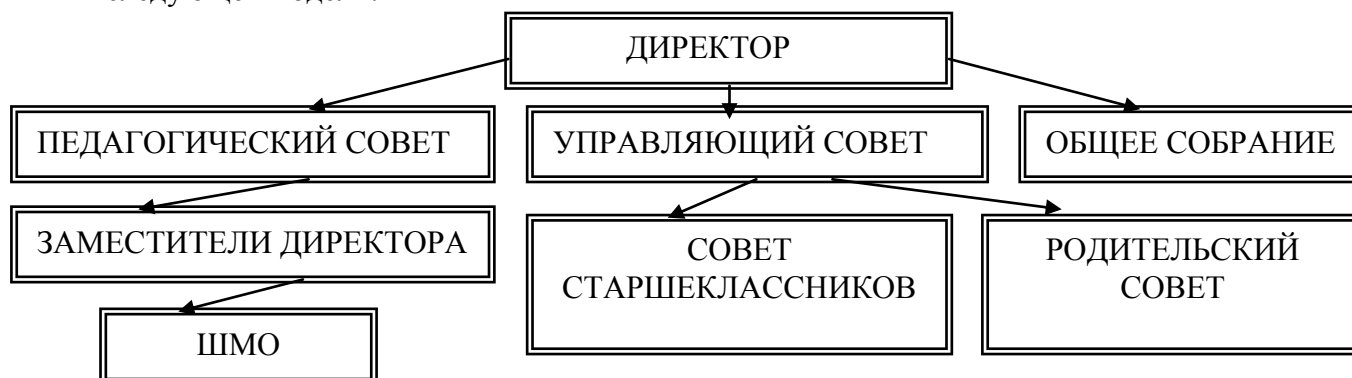 ДИРЕКТОР
ПЕДАГОГИЧЕСКИЙ СОВЕТ
УПРАВЛЯЮЩИЙ СОВЕТ
ОБЩЕЕ СОБРАНИЕ
ЗАМЕСТИТЕЛИ ДИРЕКТОРА
СОВЕТ
СТАРШЕКЛАССНИКОВ
РОДИТЕЛЬСКИЙ
СОВЕТ
ШМО